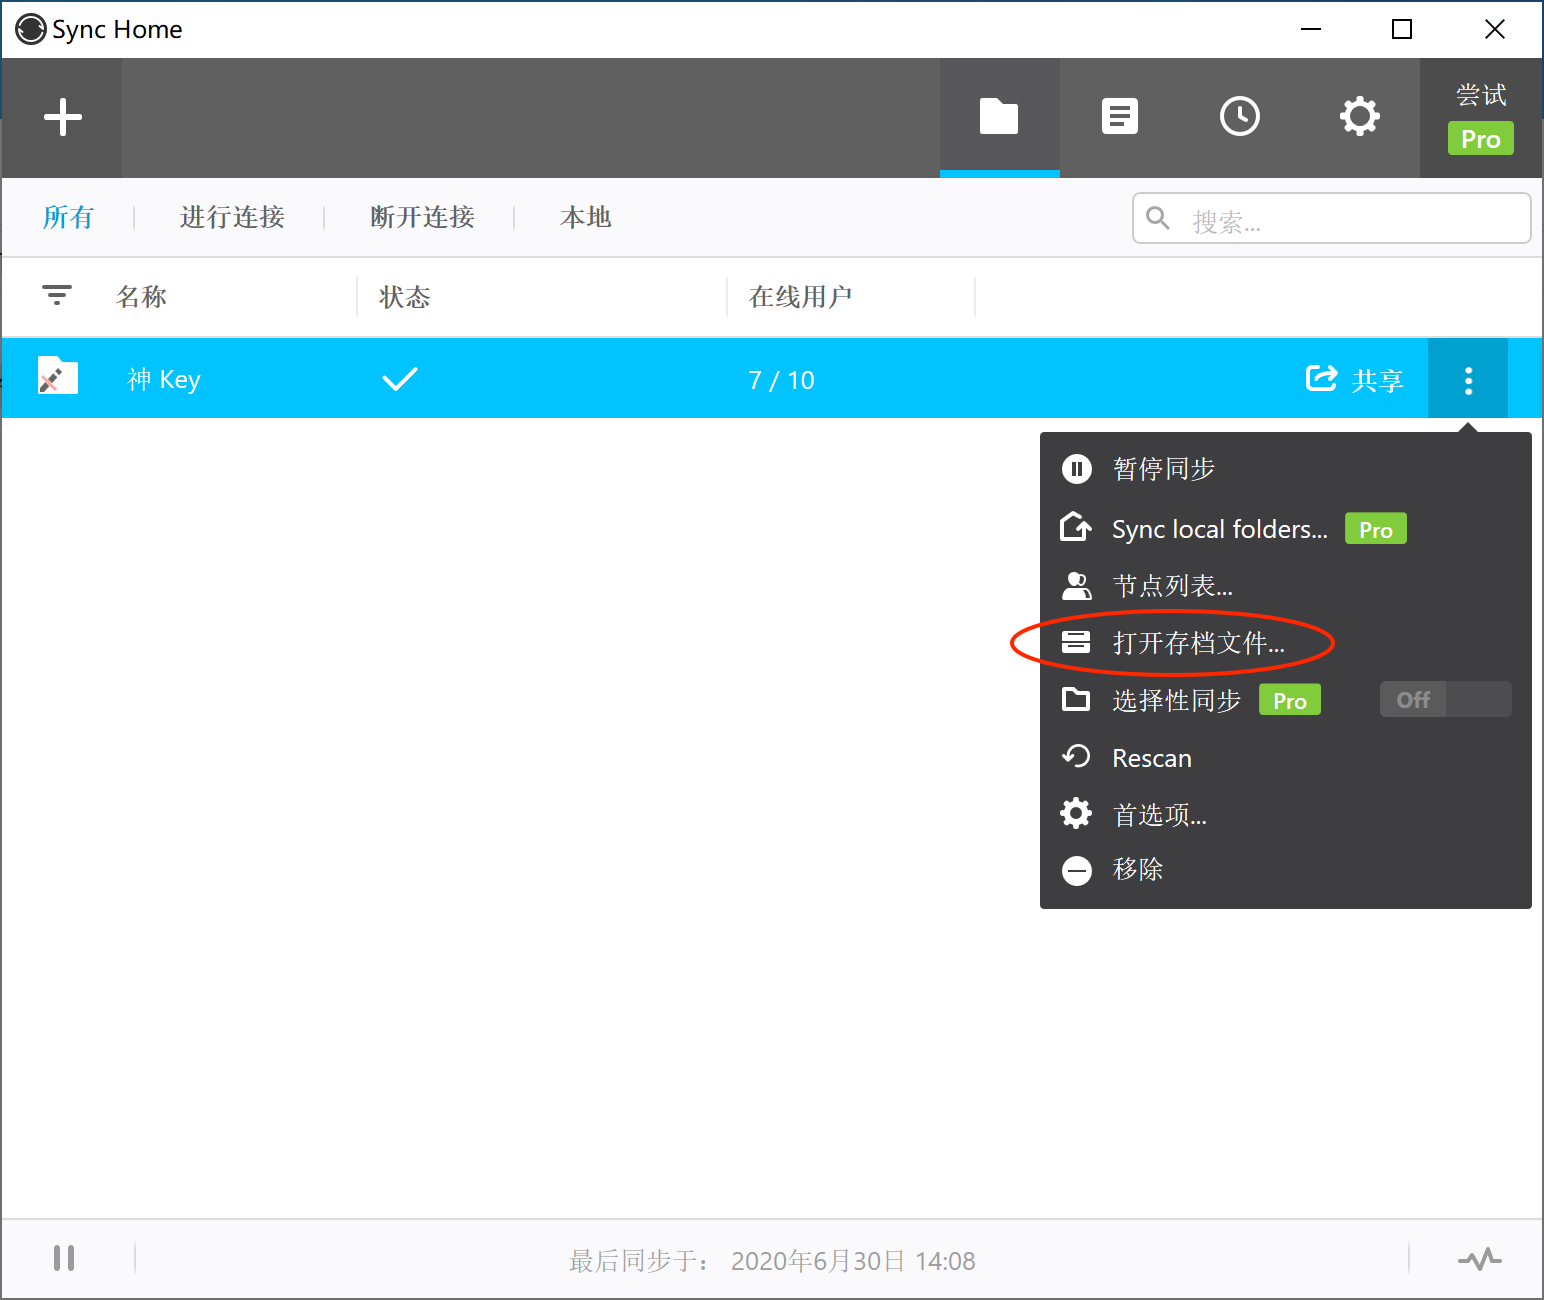 Sync Home
尝试
Pro
所有 进行连接 断开连接 本地 搜索...
名称 状态 在线用户
神 Key 7 / 10 共享
暂停同步
Sync local folders... Pro
节点列表...
打开存档文件...
选择性同步 Pro Off
Rescan
首选项...
移除
最后同步于： 2020年6月30日 14:08